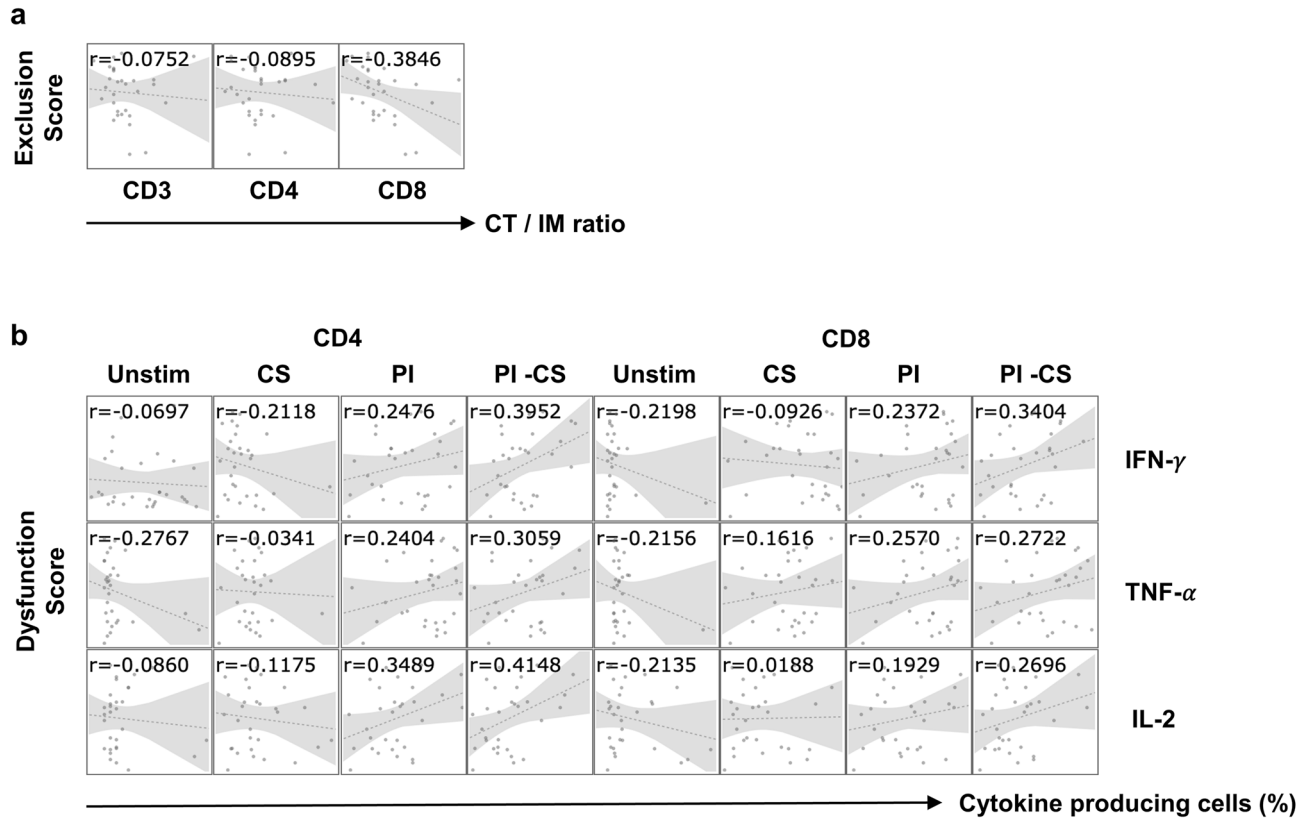 a
Exclusion
Score
r=-0.0752 r=-0.0895 r=-0.3846
CD3 CD4 CD8
CT / IM ratio
b
CD4 CD8
Unstim CS PI PI -CS Unstim CS PI PI -CS
Dysfunction
Score
r=-0.0697 r=-0.2118 r=0.2476 r=0.3952 r=-0.2198 r=-0.0926 r=0.2372 r=0.3404 IFN-γ
r=-0.2767 r=-0.0341 r=0.2404 r=0.3059 r=-0.2156 r=0.1616 r=0.2570 r=0.2722 TNF-α
r=-0.0860 r=-0.1175 r=0.3489 r=0.4148 r=-0.2135 r=0.0188 r=0.1929 r=0.2696 IL-2
Cytokine producing cells (%)